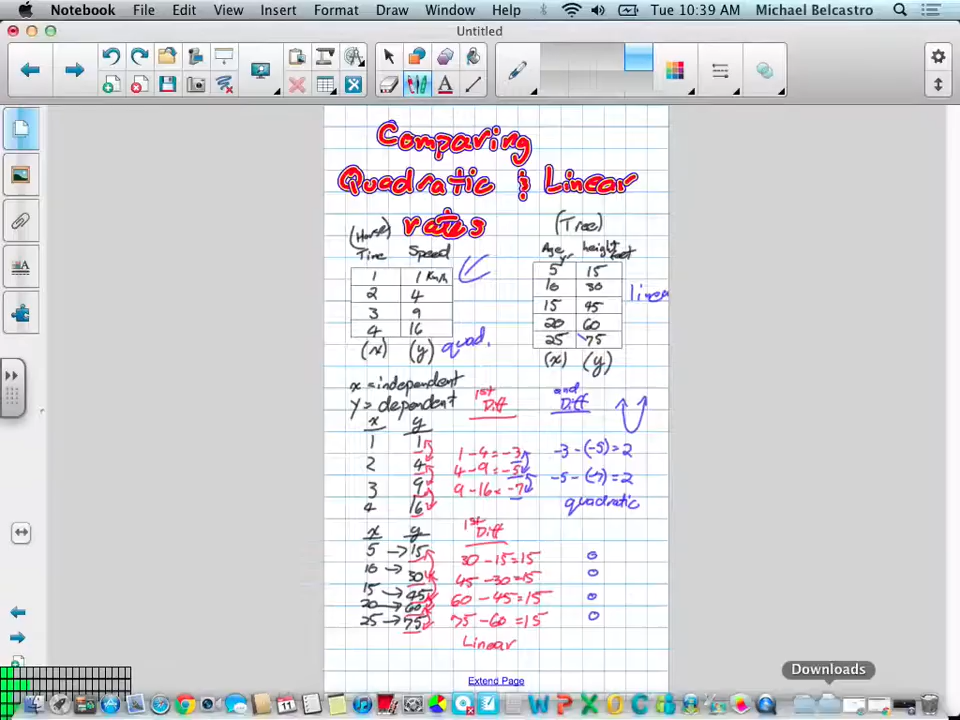 Notebook File Edit View Insert Format Draw Window Help Tue 10:39 AM Michael Belcastro
Untitled
Comparing
Quadratic & Linear
rates
(Horse)
Time Speed
1 1 Km/h
2 4
3 9
4 16
(x) (y) quad.
(Tree)
Age yr height feet
5 15
10 30
15 45
20 60
25 75
(x) (y)
linear
x = independent
y = dependent
1st Diff
2nd Diff
x y
1 1
2 4
3 9
4 16
1-4 = -3
4-9 = -5
9-16 = -7
-3-(-5)=2
-5-(-7)=2
quadratic
x y 1st Diff
5 → 15 30-15=15 0
10 → 30 45-30=15 0
15 → 45 60-45=15 0
20 → 60 75-60=15 0
25 → 75
Linear
Extend Page
Downloads